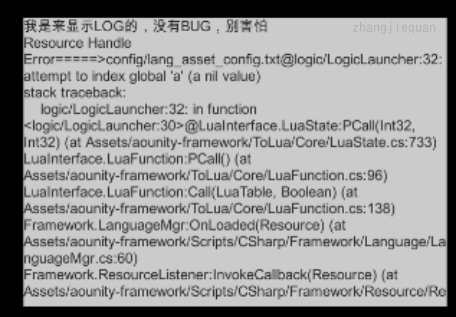 我是来显示LOG的，没有BUG，别害怕
zhangjiequan
Resource Handle
Error=====>config/lang_asset_config.txt@logic/LogicLauncher:32:
attempt to index global 'a' (a nil value)
stack traceback:
logic/LogicLauncher:32: in function
<logic/LogicLauncher:30>@LuaInterface.LuaState:PCall(Int32,
Int32) (at Assets/aounity-framework/ToLua/Core/LuaState.cs:733)
LuaInterface.LuaFunction:PCall() (at
Assets/aounity-framework/ToLua/Core/LuaFunction.cs:96)
LuaInterface.LuaFunction:Call(LuaTable, Boolean) (at
Assets/aounity-framework/ToLua/Core/LuaFunction.cs:138)
Framework.LanguageMgr:OnLoaded(Resource) (at
Assets/aounity-framework/Scripts/CSharp/Framework/Language/La
nguageMgr.cs:60)
Framework.ResourceListener:InvokeCallback(Resource) (at
Assets/aounity-framework/Scripts/CSharp/Framework/Resource/Re